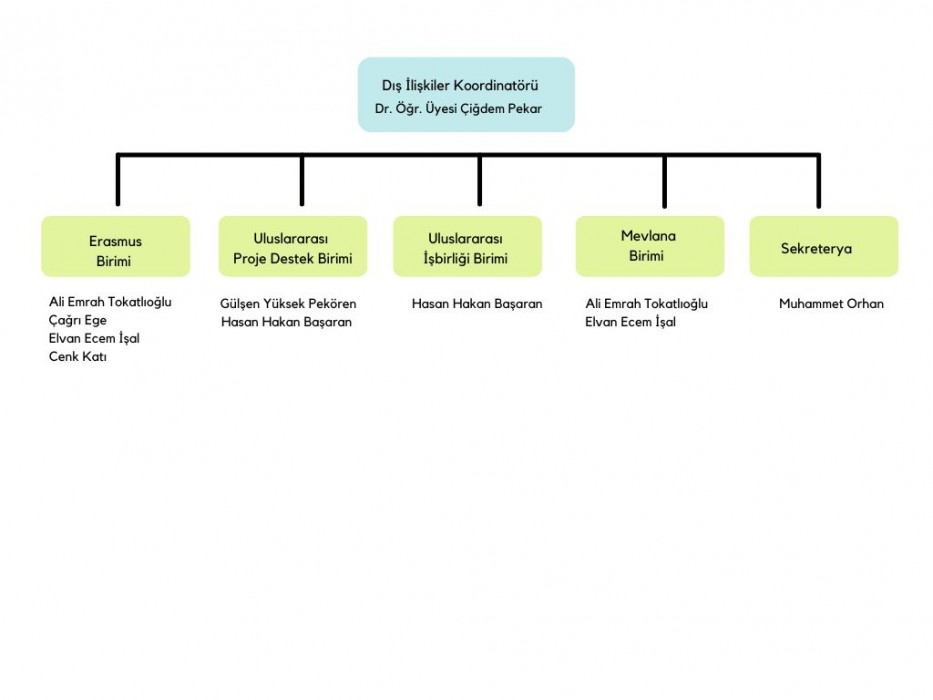 Dış İlişkiler Koordinatörü
Dr. Öğr. Üyesi Çiğdem Pekar
Erasmus
Birimi
Ali Emrah Tokatlıoğlu
Çağrı Ege
Elvan Ecem İşal
Cenk Katı
Uluslararası
Proje Destek Birimi
Gülşen Yüksek Pekören
Hasan Hakan Başaran
Uluslararası
İşbirliği Birimi
Hasan Hakan Başaran
Mevlana
Birimi
Ali Emrah Tokatlıoğlu
Elvan Ecem İşal
Sekreterya
Muhammet Orhan